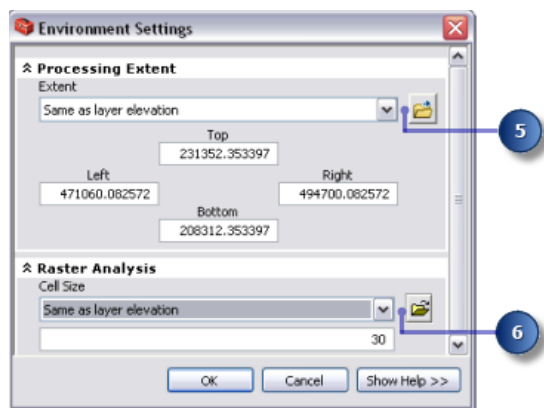 Environment Settings
Processing Extent
Extent
Same as layer elevation
5
Top
231352.353397
Left
Right
471060.082572
494700.082572
Bottom
208312.353397
Raster Analysis
Cell Size
Same as layer elevation
6
30
OK
Cancel
Show Help >>